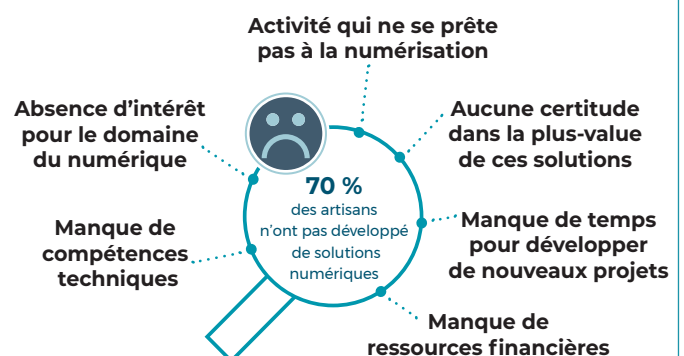 Activité qui ne se prête
pas à la numérisation
Absence d’intérêt
pour le domaine
du numérique
Aucune certitude
dans la plus-value
de ces solutions
70 %
des artisans
n’ont pas développé
de solutions
numériques
Manque de
compétences
techniques
Manque de temps
pour développer
de nouveaux projets
Manque de
ressources financières